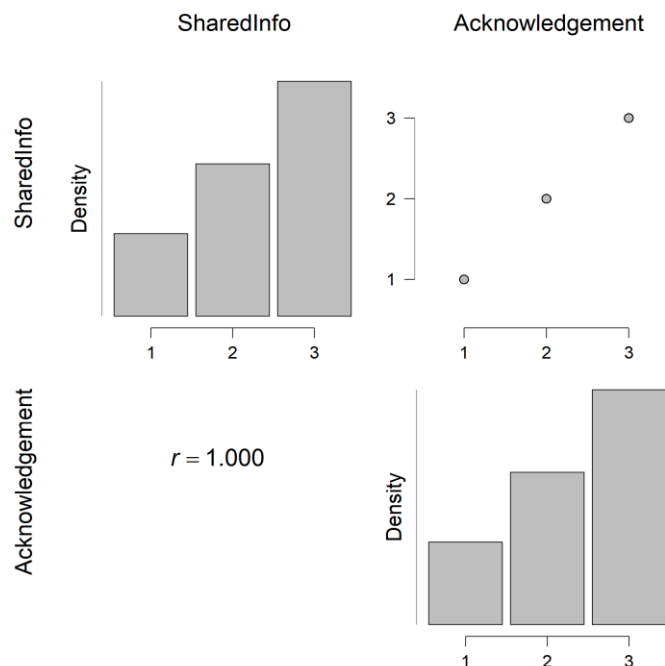 SharedInfo
Acknowledgement
SharedInfo
Density
1 2 3
3
2
1
1 2 3
Acknowledgement
r = 1.000
Density
1 2 3